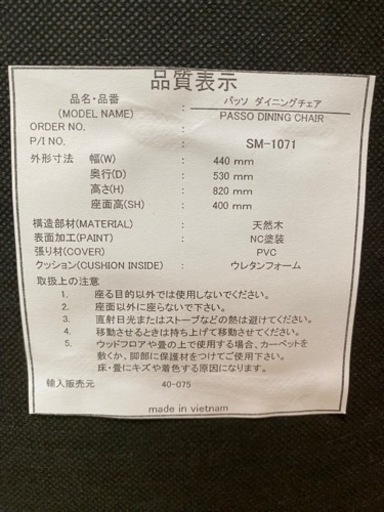 品質表示
品名・品番 : パッソ ダイニングチェア
(MODEL NAME) PASSO DINING CHAIR
ORDER NO. :
P/I NO. : SM-1071
外形寸法 幅(W) : 440 mm
奥行(D) : 530 mm
高さ(H) : 820 mm
座面高(SH) : 400 mm
構造部材(MATERIAL) : 天然木
表面加工(PAINT) : NC塗装
張り材(COVER) : PVC
クッション(CUSHION INSIDE) : ウレタンフォーム
取扱上の注意
1. 座る目的以外では使用しないでください。
2. 座面以外に座らないで下さい。
3. 直射日光またはストーブなどの熱は避けてください。
4. 移動させるときは持ち上げて移動させてください。
5. ウッドフロアや畳の上で使用する場合、カーペットを
敷くか、脚部に保護材をつけてご使用下さい。
床・畳にキズや着色する原因になります。
輸入販売元 40-075
made in vietnam